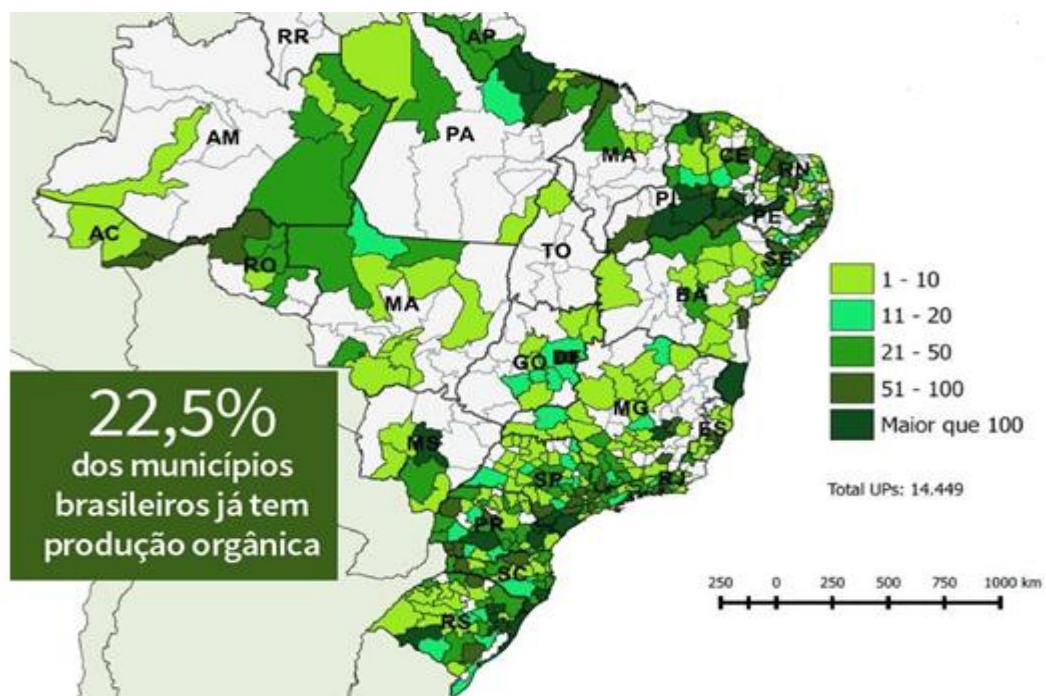 RR
AP
AM
PA
MA
CE
RN
PI
PE
AC
TO
SE
RO
BA
MA
GO
DF
MG
ES
MS
SP
RJ
PR
SC
RS
1 - 10
11 - 20
21 - 50
51 - 100
Maior que 100
Total UPs: 14.449
250 0 250 500 750 1000 km
22,5%
dos municípios
brasileiros já tem
produção orgânica